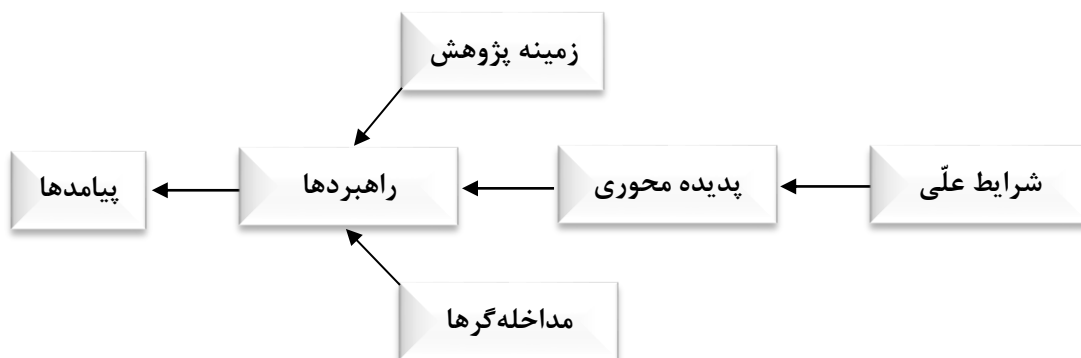 زمینه پژوهش
شرایط علّی
پدیده محوری
راهبردها
پیامدها
مداخله‌گرها